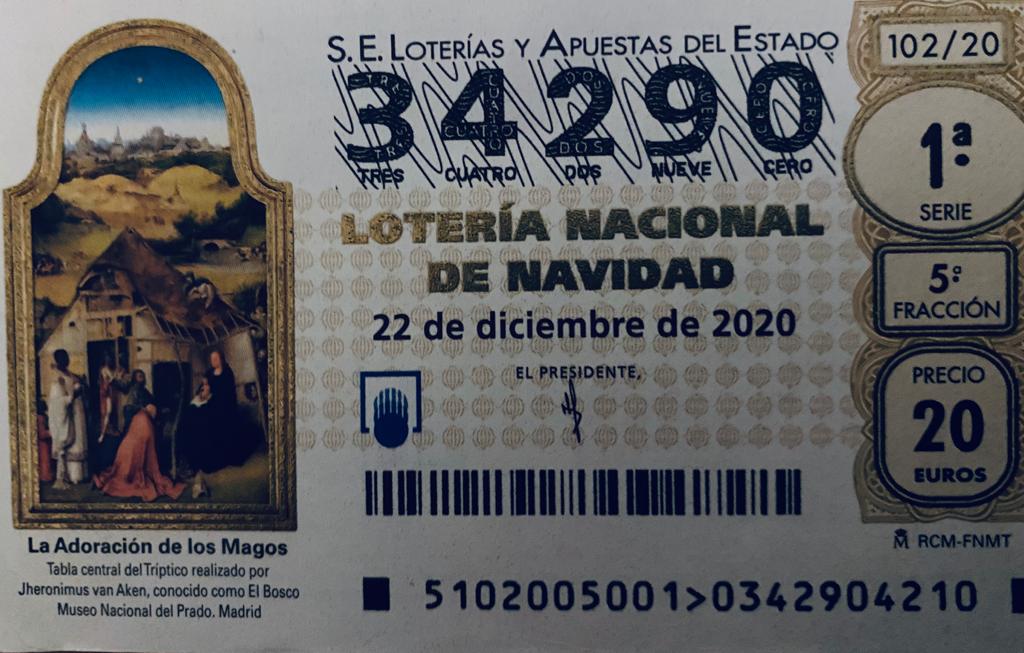 S. E. LOTERÍAS Y APUESTAS DEL ESTADO
34290
TRES CUATRO DOS NUEVE CERO
LOTERÍA NACIONAL
DE NAVIDAD
22 de diciembre de 2020
EL PRESIDENTE,
102/20
1ª
SERIE
5ª
FRACCIÓN
PRECIO
20
EUROS
RCM-FNMT
La Adoración de los Magos
Tabla central del Tríptico realizado por
Jheronimus van Aken, conocido como El Bosco
Museo Nacional del Prado. Madrid
5102005001>0342904210